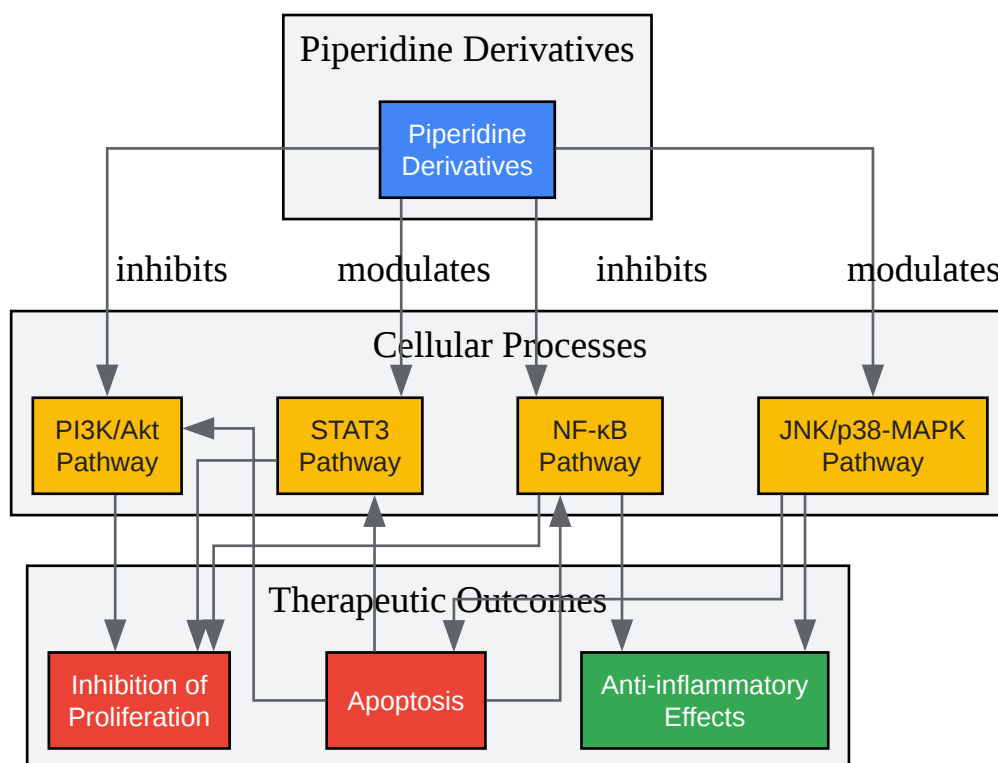 Piperidine Derivatives
Piperidine
Derivatives
inhibits
modulates
inhibits
modulates
Cellular Processes
PI3K/Akt
Pathway
STAT3
Pathway
NF-κB
Pathway
JNK/p38-MAPK
Pathway
Therapeutic Outcomes
Inhibition of
Proliferation
Apoptosis
Anti-inflammatory
Effects